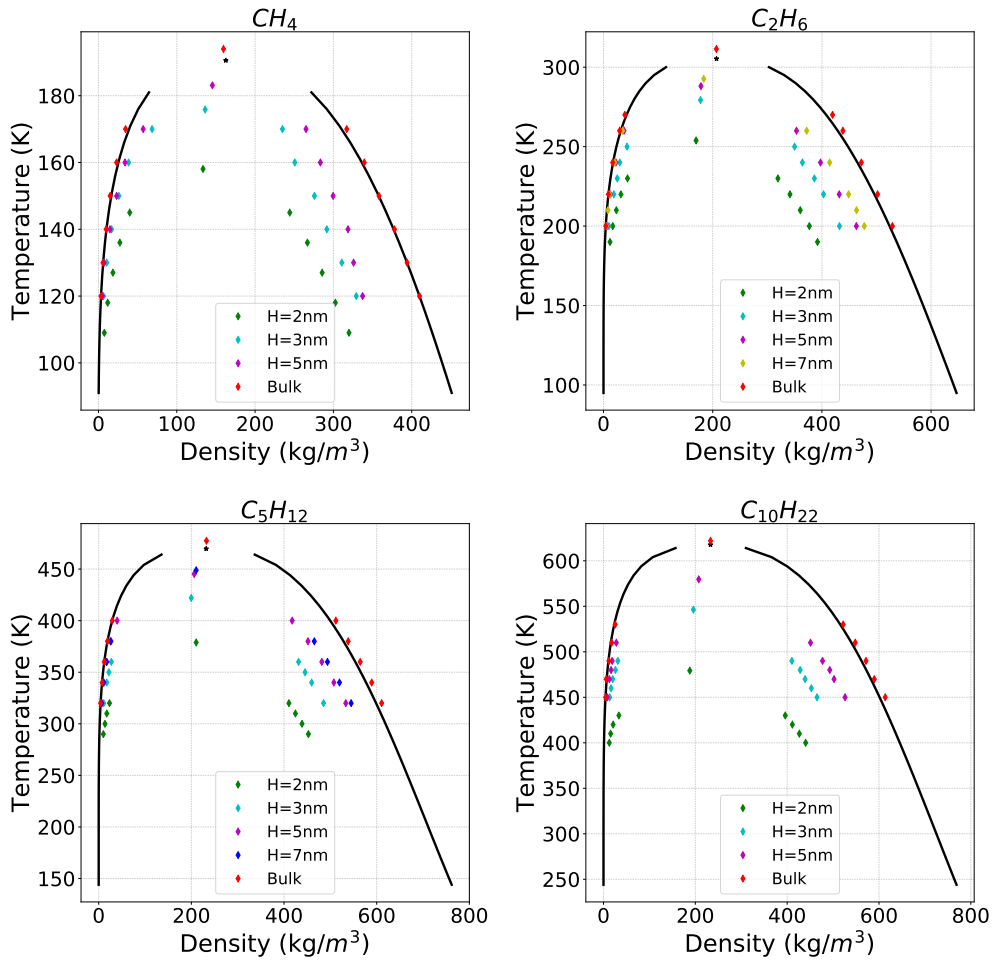 CH₄
Temperature (K)
180
160
140
120
100
H=2nm
H=3nm
H=5nm
Bulk
0 100 200 300 400
Density (kg/m³)
C₂H₆
Temperature (K)
300
250
200
150
100
H=2nm
H=3nm
H=5nm
H=7nm
Bulk
0 200 400 600
Density (kg/m³)
C₅H₁₂
Temperature (K)
450
400
350
300
250
200
150
H=2nm
H=3nm
H=5nm
H=7nm
Bulk
0 200 400 600 800
Density (kg/m³)
C₁₀H₂₂
Temperature (K)
600
550
500
450
400
350
300
250
H=2nm
H=3nm
H=5nm
Bulk
0 200 400 600 800
Density (kg/m³)